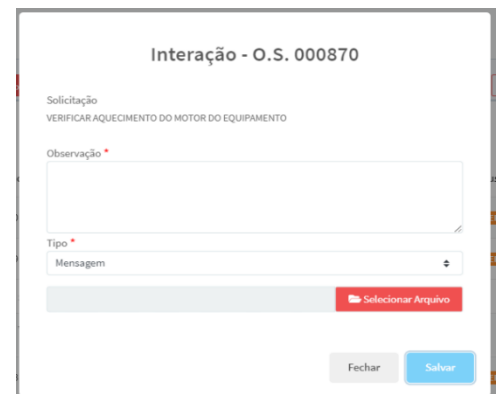 Interação - O.S. 000870
Solicitação
VERIFICAR AQUECIMENTO DO MOTOR DO EQUIPAMENTO
Observação *
Tipo *
Mensagem
Selecionar Arquivo
Fechar
Salvar